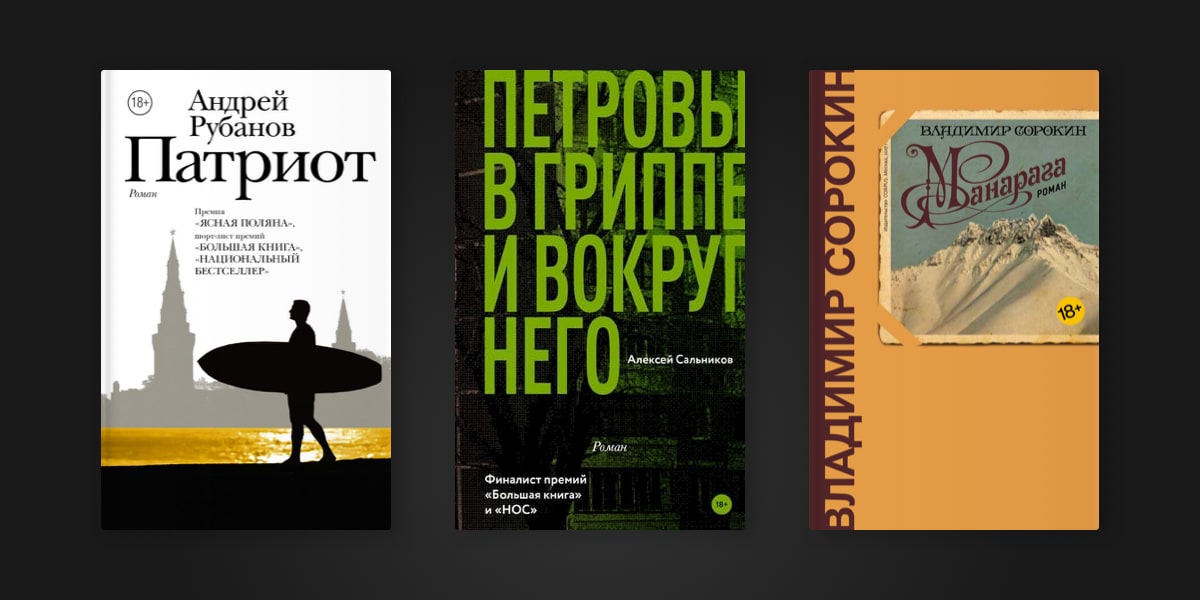 18+
Андрей
Рубанов
Патриот
Роман
Премия
«ЯСНАЯ ПОЛЯНА»,
шорт-лист премий
«БОЛЬШАЯ КНИГА»,
«НАЦИОНАЛЬНЫЙ
БЕСТСЕЛЛЕР»
ПЕТРОВЫ
В ГРИППЕ
И ВОКРУГ
НЕГО
Алексей Сальников
Роман
Финалист премий
«Большая книга»
и «НОС»
18+
ВЛАДИМИР СОРОКИН
ВЛАДИМИР СОРОКИН
Манарага
РОМАН
18+